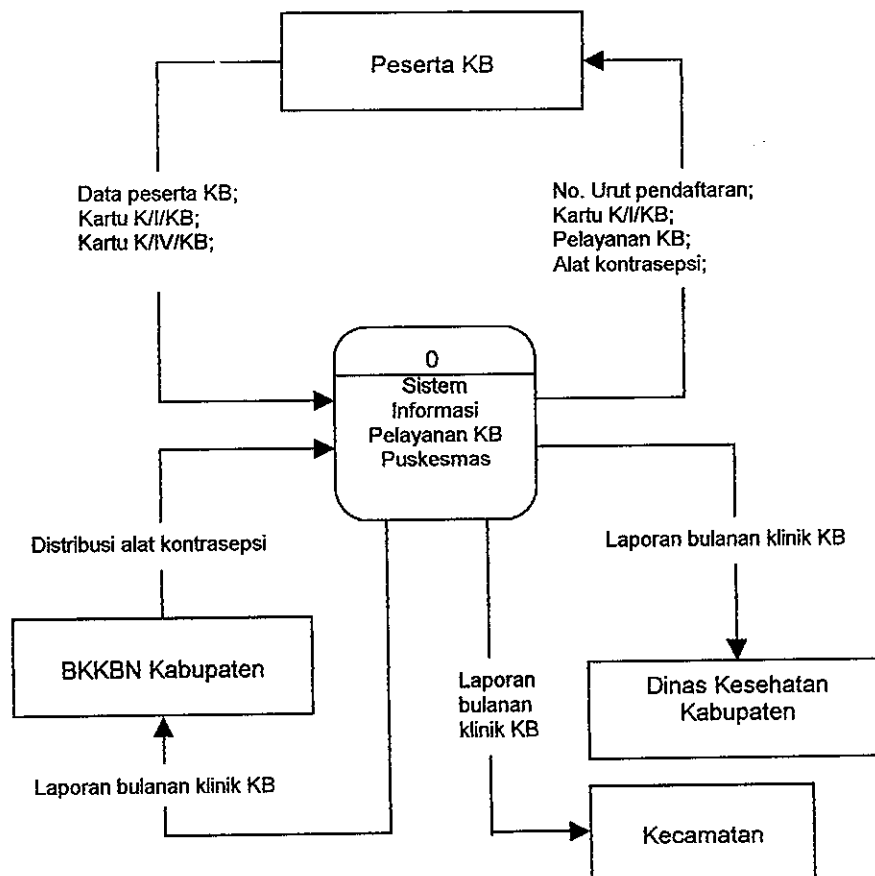 Peserta KB
Data peserta KB;
Kartu K/I/KB;
Kartu K/IV/KB;
No. Urut pendaftaran;
Kartu K/I/KB;
Pelayanan KB;
Alat kontrasepsi;
0
Sistem
Informasi
Pelayanan KB
Puskesmas
Distribusi alat kontrasepsi
Laporan bulanan klinik KB
BKKBN Kabupaten
Laporan
bulanan
klinik KB
Dinas Kesehatan
Kabupaten
Laporan bulanan klinik KB
Kecamatan